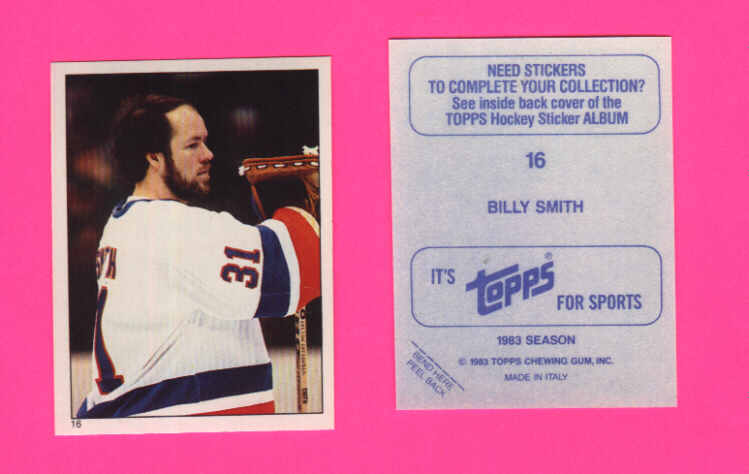 31
16
NEED STICKERS
TO COMPLETE YOUR COLLECTION?
See inside back cover of the
TOPPS Hockey Sticker ALBUM
16
BILLY SMITH
IT'S Topps® FOR SPORTS
1983 SEASON
© 1983 TOPPS CHEWING GUM, INC.
MADE IN ITALY
BEND HERE
PEEL BACK